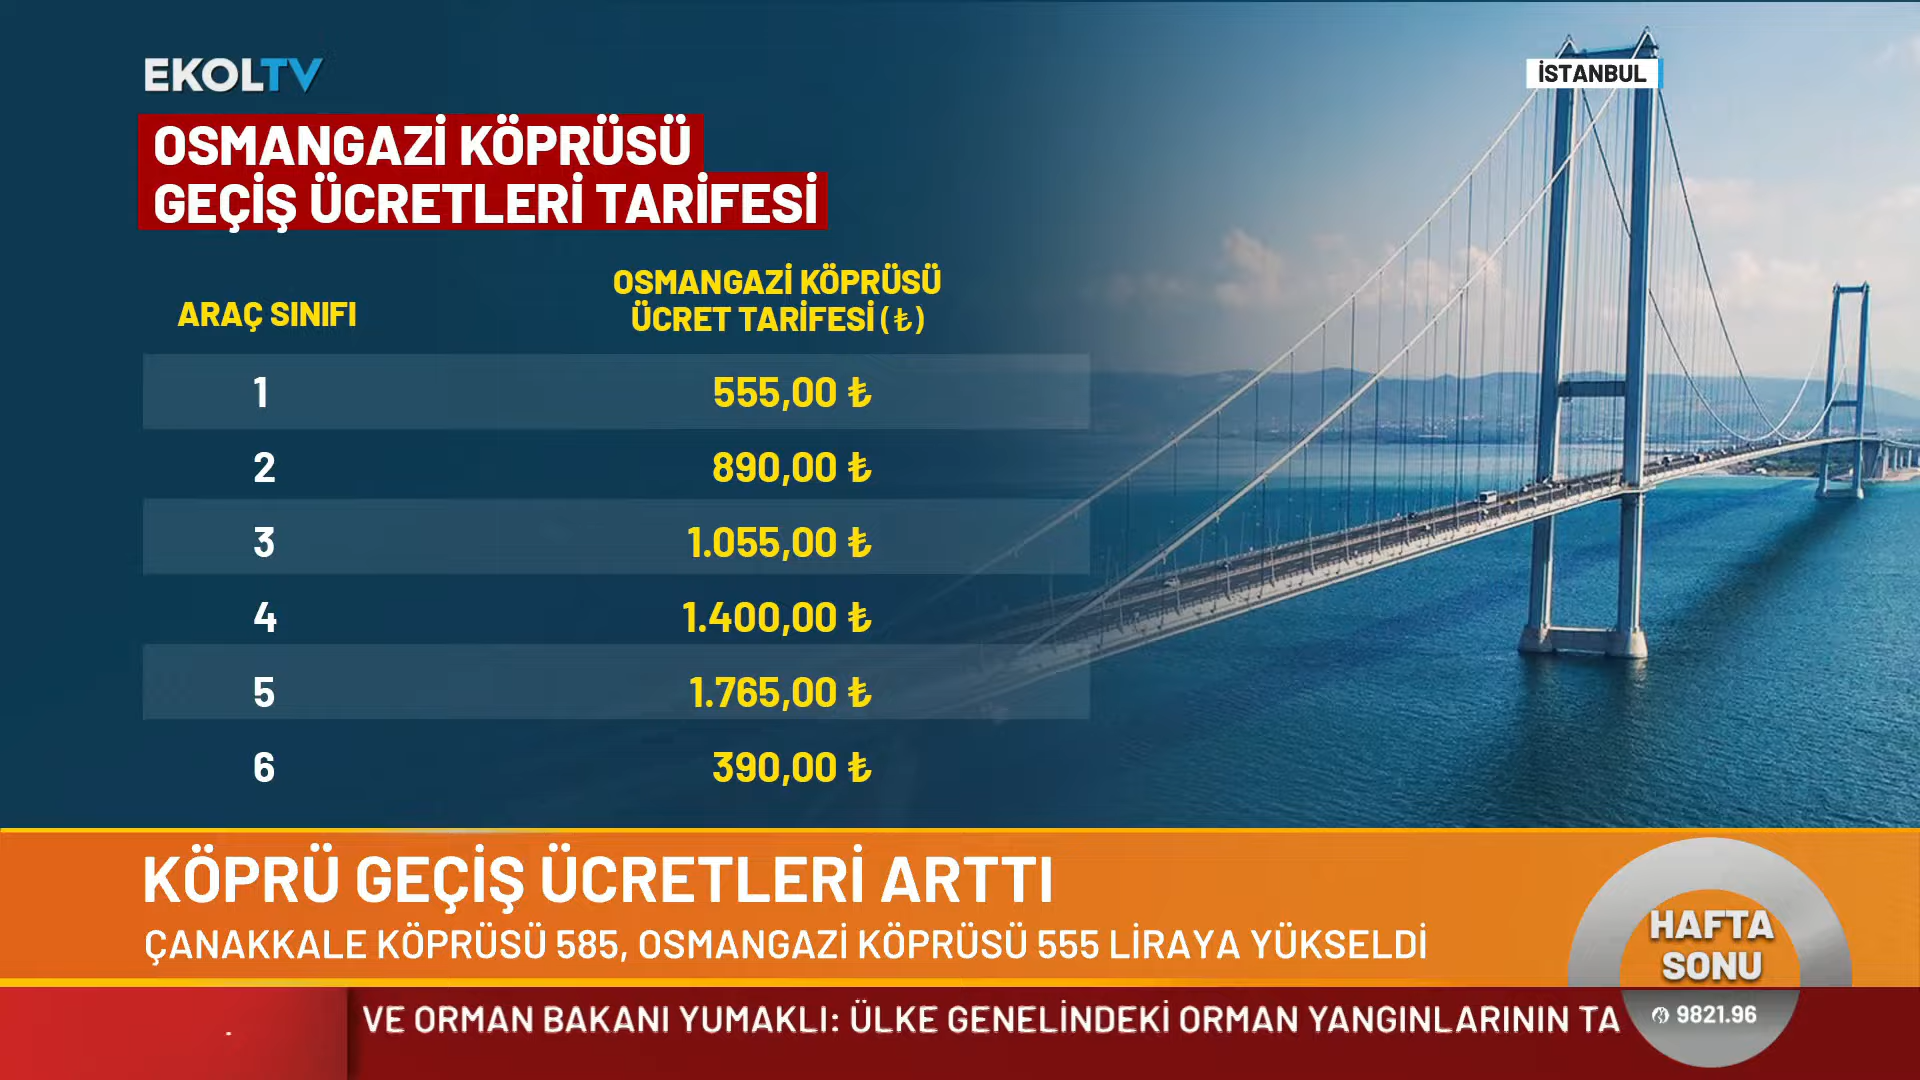 EKOLTV
İSTANBUL
OSMANGAZİ KÖPRÜSÜ
GEÇİŞ ÜCRETLERİ TARİFESİ
ARAÇ SINIFI
OSMANGAZİ KÖPRÜSÜ
ÜCRET TARİFESİ (₺)
1 555,00 ₺
2 890,00 ₺
3 1.055,00 ₺
4 1.400,00 ₺
5 1.765,00 ₺
6 390,00 ₺
KÖPRÜ GEÇİŞ ÜCRETLERİ ARTTI
ÇANAKKALE KÖPRÜSÜ 585, OSMANGAZİ KÖPRÜSÜ 555 LİRAYA YÜKSELDİ
HAFTA
SONU
VE ORMAN BAKANI YUMAKLI: ÜLKE GENELİNDEKİ ORMAN YANGINLARININ TA
9821.96